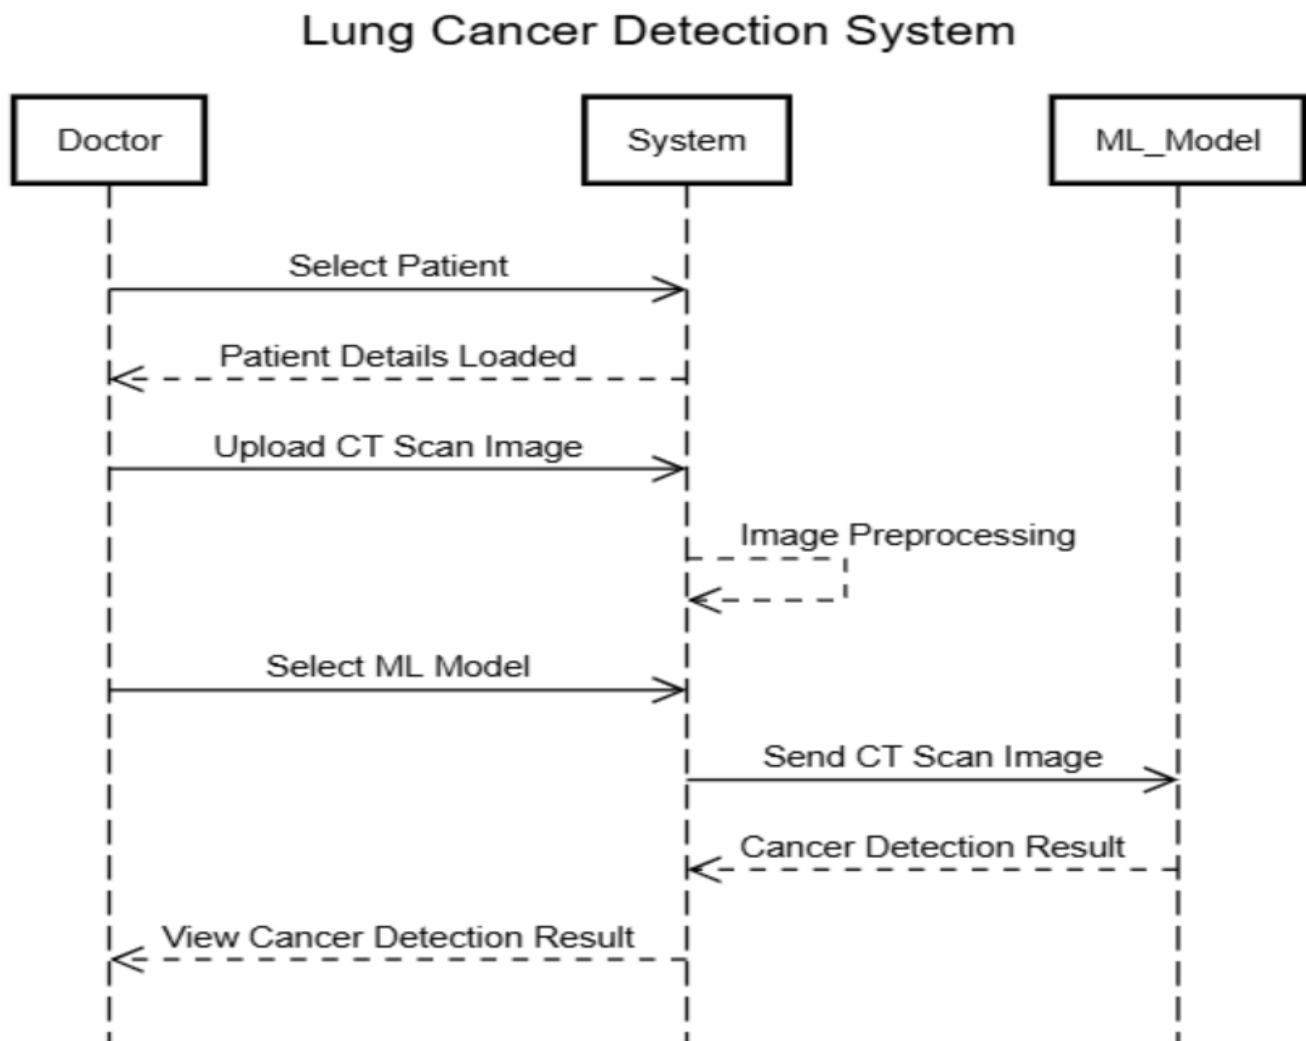 Lung Cancer Detection System
Doctor
System
ML_Model
Select Patient
Patient Details Loaded
Upload CT Scan Image
Image Preprocessing
Select ML Model
Send CT Scan Image
Cancer Detection Result
View Cancer Detection Result